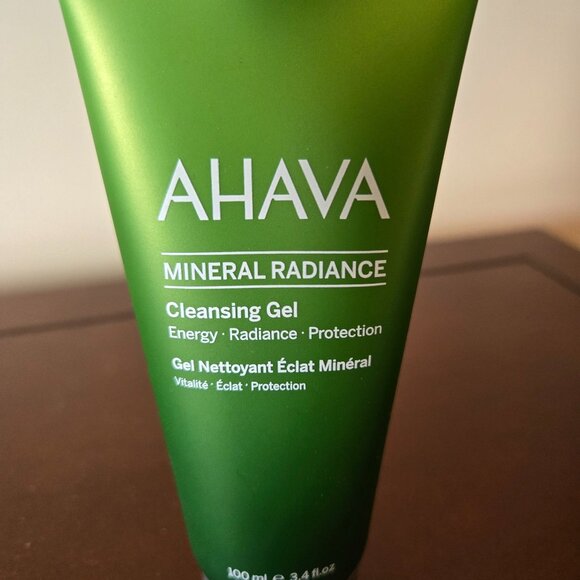 AHAVA
MINERAL RADIANCE
Cleansing Gel
Energy · Radiance · Protection
Gel Nettoyant Éclat Minéral
Vitalité · Éclat · Protection
100 ml ℮ 3.4 fl.oz